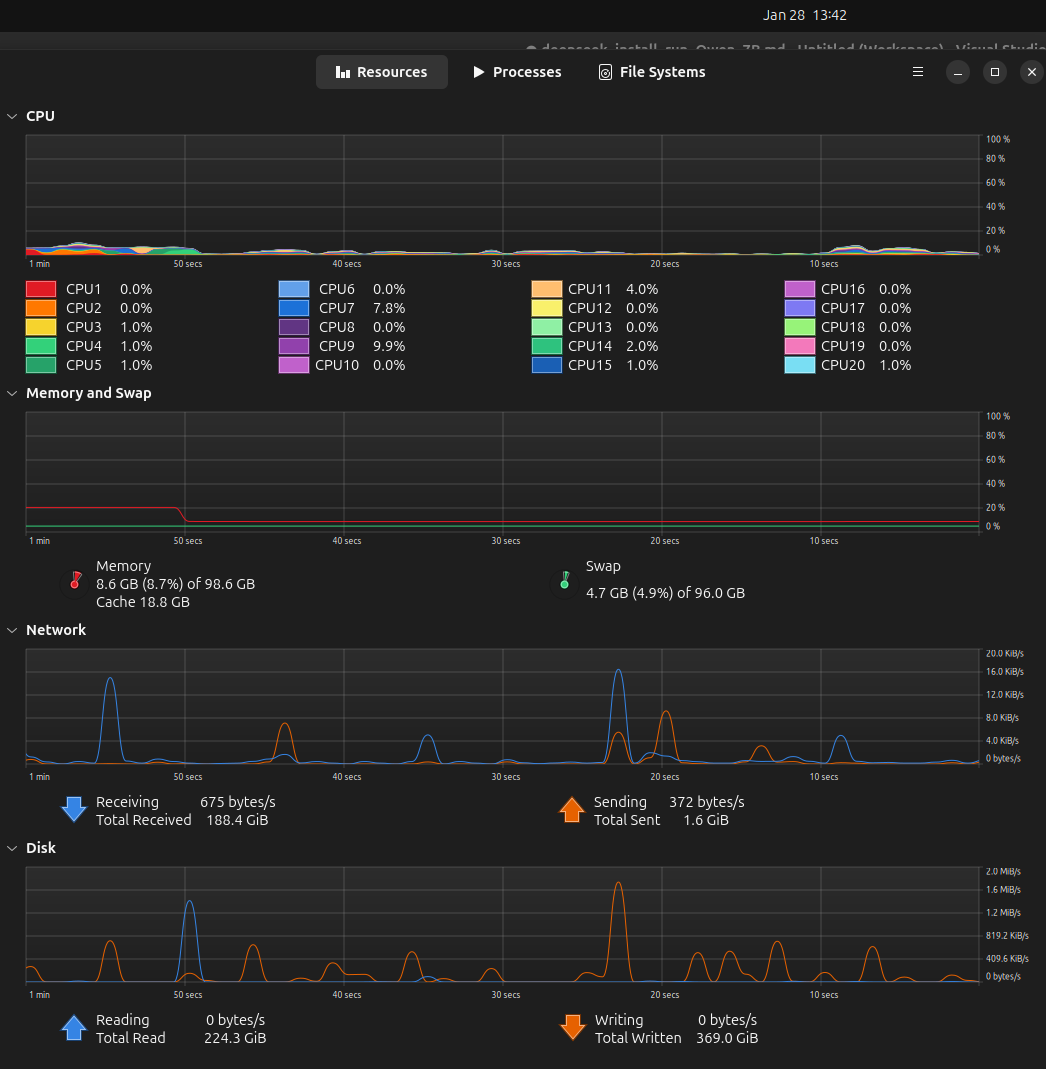 Jan 28 13:42
Resources Processes File Systems
CPU
100 %
80 %
60 %
40 %
20 %
0 %
1 min 50 secs 40 secs 30 secs 20 secs 10 secs
CPU1 0.0% CPU6 0.0% CPU11 4.0% CPU16 0.0%
CPU2 0.0% CPU7 7.8% CPU12 0.0% CPU17 0.0%
CPU3 1.0% CPU8 0.0% CPU13 0.0% CPU18 0.0%
CPU4 1.0% CPU9 9.9% CPU14 2.0% CPU19 0.0%
CPU5 1.0% CPU10 0.0% CPU15 1.0% CPU20 1.0%
Memory and Swap
100 %
80 %
60 %
40 %
20 %
0 %
1 min 50 secs 40 secs 30 secs 20 secs 10 secs
Memory Swap
8.6 GB (8.7%) of 98.6 GB 4.7 GB (4.9%) of 96.0 GB
Cache 18.8 GB
Network
20.0 KiB/s
16.0 KiB/s
12.0 KiB/s
8.0 KiB/s
4.0 KiB/s
0 bytes/s
1 min 50 secs 40 secs 30 secs 20 secs 10 secs
Receiving 675 bytes/s Sending 372 bytes/s
Total Received 188.4 GiB Total Sent 1.6 GiB
Disk
2.0 MiB/s
1.6 MiB/s
1.2 MiB/s
819.2 KiB/s
409.6 KiB/s
0 bytes/s
1 min 50 secs 40 secs 30 secs 20 secs 10 secs
Reading 0 bytes/s Writing 0 bytes/s
Total Read 224.3 GiB Total Written 369.0 GiB